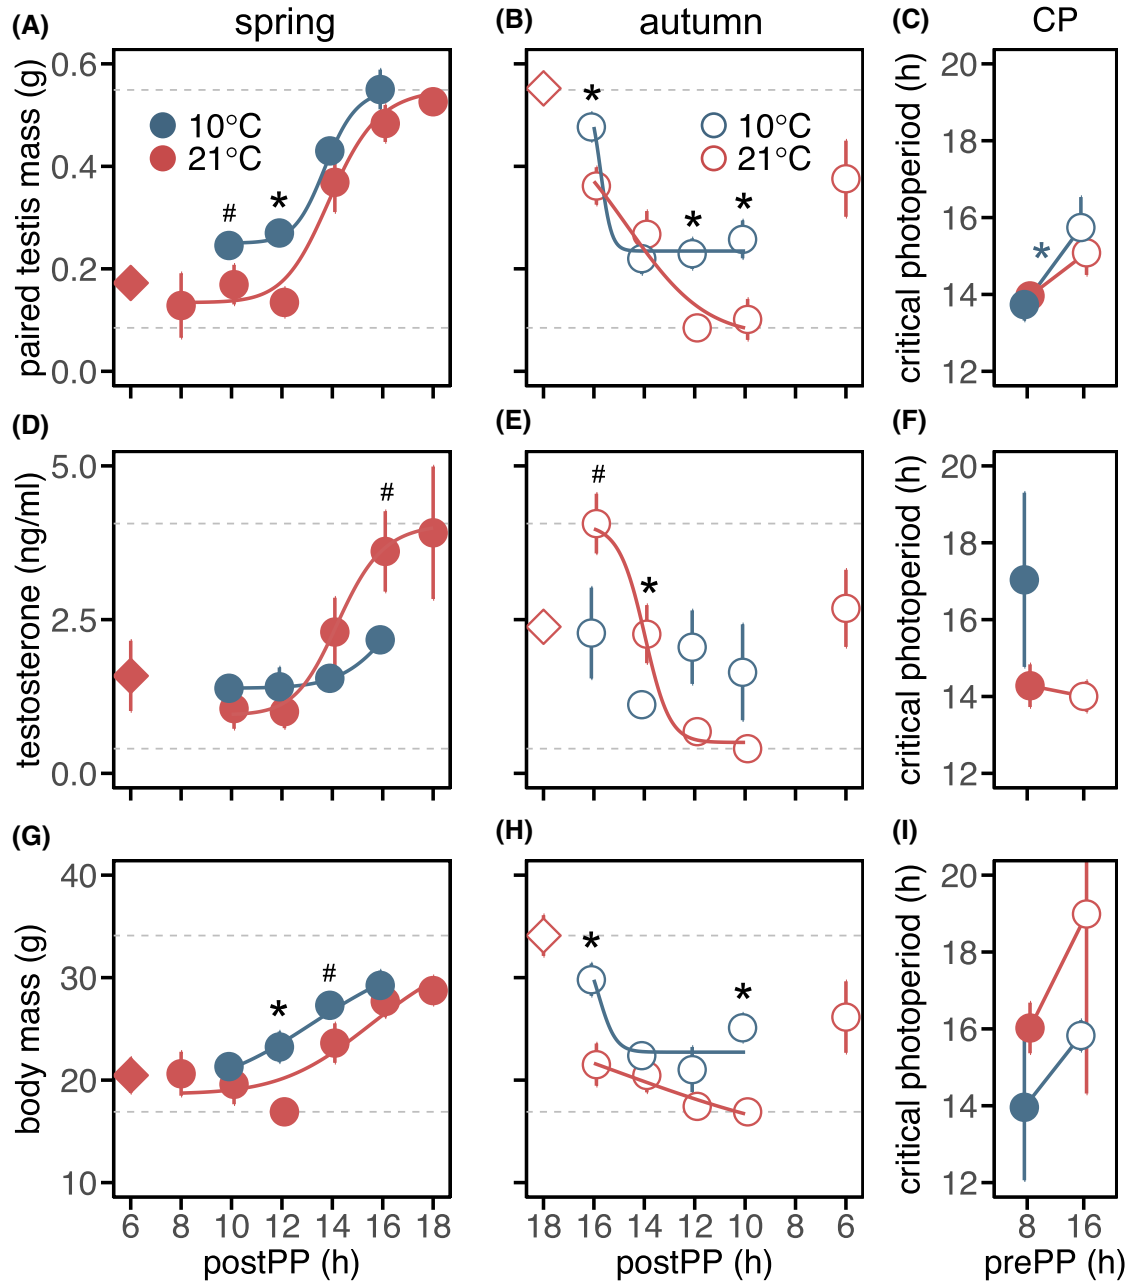 (A) spring
paired testis mass (g)
0.6
0.4
0.2
0.0
10°C
21°C
#
*
(B) autumn
*
10°C
21°C
*
*
(C) CP
critical photoperiod (h)
20
18
16
14
12
*
(D)
testosterone (ng/ml)
5.0
2.5
0.0
#
(E)
#
*
(F)
critical photoperiod (h)
20
18
16
14
12
(G)
body mass (g)
40
30
20
10
*
#
6 8 10 12 14 16 18
postPP (h)
(H)
*
*
18 16 14 12 10 8 6
postPP (h)
(I)
critical photoperiod (h)
20
18
16
14
12
8 16
prePP (h)